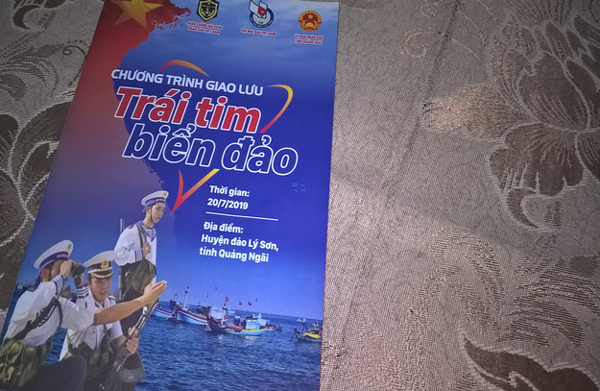 CHƯƠNG TRÌNH GIAO LƯU
Trái tim
biển đảo
Thời gian:
20/7/2019
Địa điểm:
Huyện đảo Lý Sơn,
tỉnh Quảng Ngãi